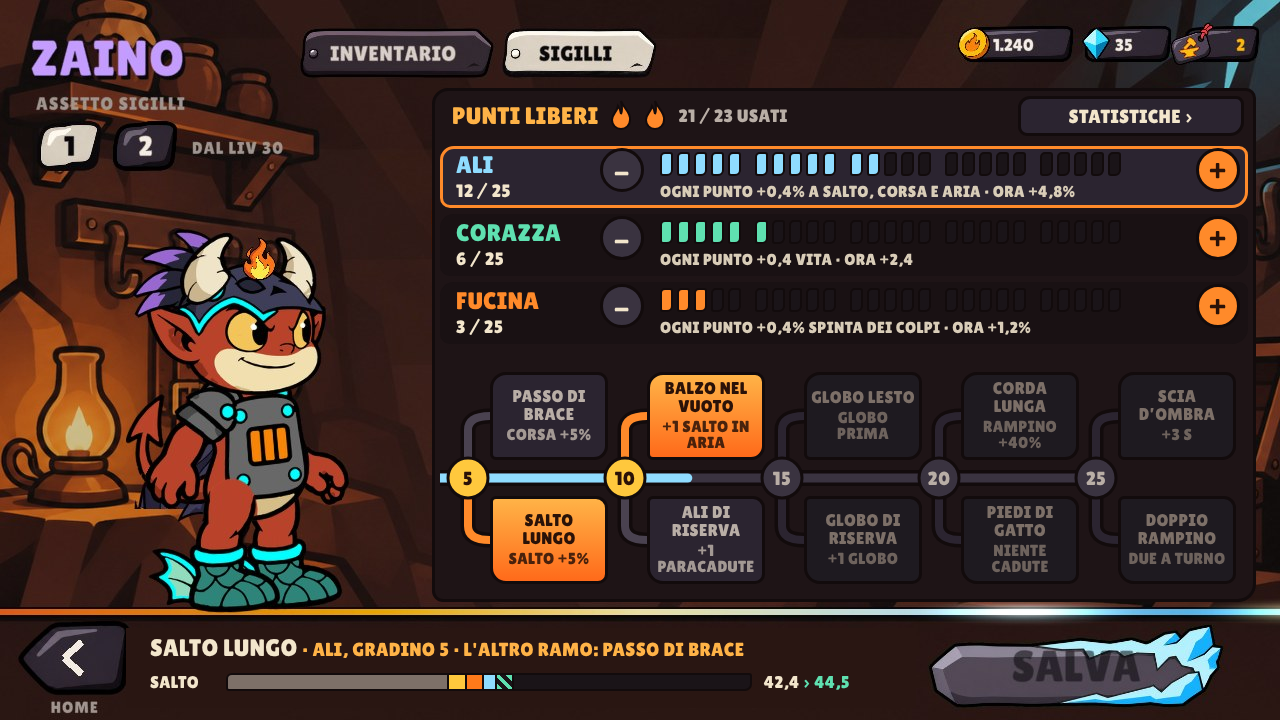 ZAINO
INVENTARIO
SIGILLI
1.240
35
2
ASSETTO SIGILLI
1
2
DAL LIV 30
PUNTI LIBERI
21 / 23 USATI
STATISTICHE ›
ALI
12 / 25
–
+
OGNI PUNTO +0,4% A SALTO, CORSA E ARIA · ORA +4,8%
CORAZZA
6 / 25
–
+
OGNI PUNTO +0,4 VITA · ORA +2,4
FUCINA
3 / 25
–
+
OGNI PUNTO +0,4% SPINTA DEI COLPI · ORA +1,2%
PASSO DI
BRACE
CORSA +5%
BALZO NEL
VUOTO
+1 SALTO IN
ARIA
GLOBO LESTO
GLOBO
PRIMA
CORDA
LUNGA
RAMPINO
+40%
SCIA
D'OMBRA
+3 S
5
10
15
20
25
SALTO
LUNGO
SALTO +5%
ALI DI
RISERVA
+1
PARACADUTE
GLOBO DI
RISERVA
+1 GLOBO
PIEDI DI
GATTO
NIENTE
CADUTE
DOPPIO
RAMPINO
DUE A TURNO
SALTO LUNGO · ALI, GRADINO 5 · L'ALTRO RAMO: PASSO DI BRACE
SALTO
42,4 › 44,5
SALVA
HOME